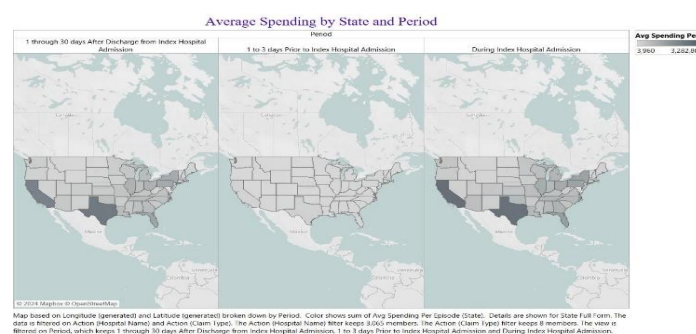 Average Spending by State and Period
Period
1 through 30 days After Discharge from Index Hospital
Admission
1 to 3 days Prior to Index Hospital Admission
During Index Hospital Admission
Avg Spending Pe
3,960 3,282,8
© 2024 Mapbox © OpenStreetMap
Map based on Longitude (generated) and Latitude (generated) broken down by Period. Color shows sum of Avg Spending Per Episode (State). Details are shown for State Full Form. The
data is filtered on Action (Hospital Name) and Action (Claim Type). The Action (Hospital Name) filter keeps 3,065 members. The Action (Claim Type) filter keeps 8 members. The view is
filtered on Period, which keeps 1 through 30 days After Discharge from Index Hospital Admission, 1 to 3 days Prior to Index Hospital Admission and During Index Hospital Admission.